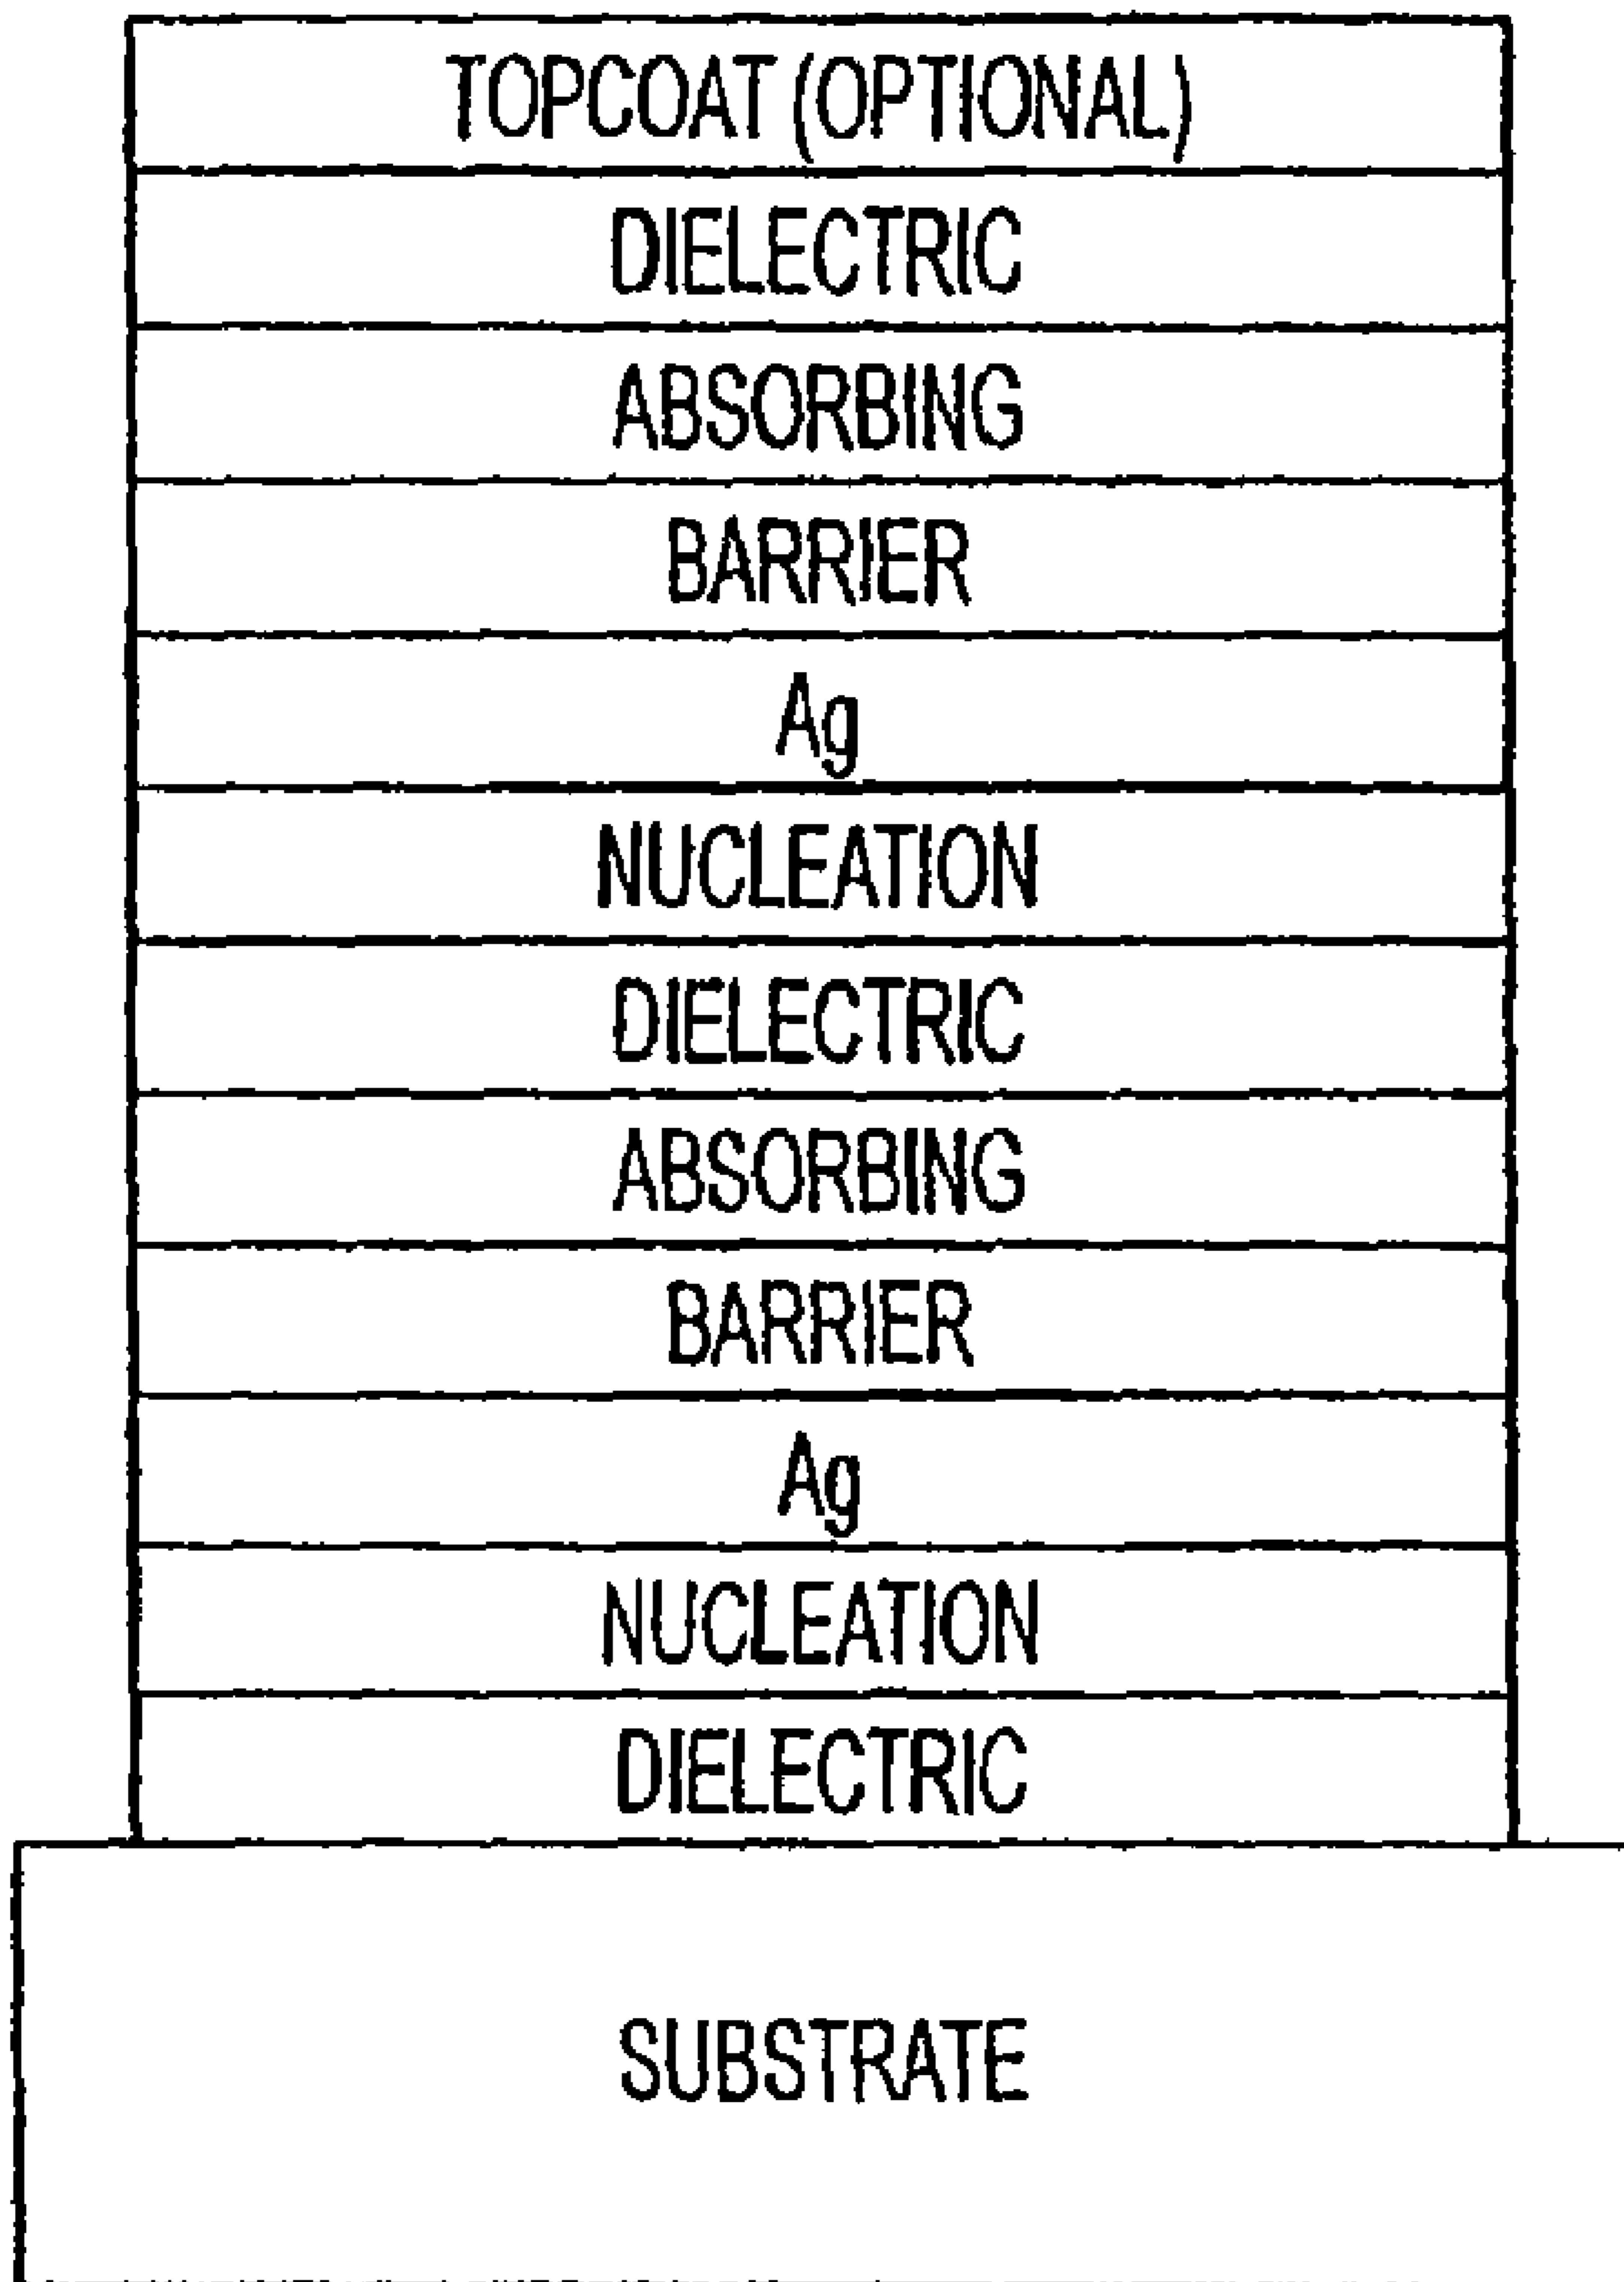 TOPCOAT (OPTIONAL)
DIELECTRIC
ABSORBING
BARRIER
Ag
NUCLEATION
DIELECTRIC
ABSORBING
BARRIER
Ag
NUCLEATION
DIELECTRIC
SUBSTRATE